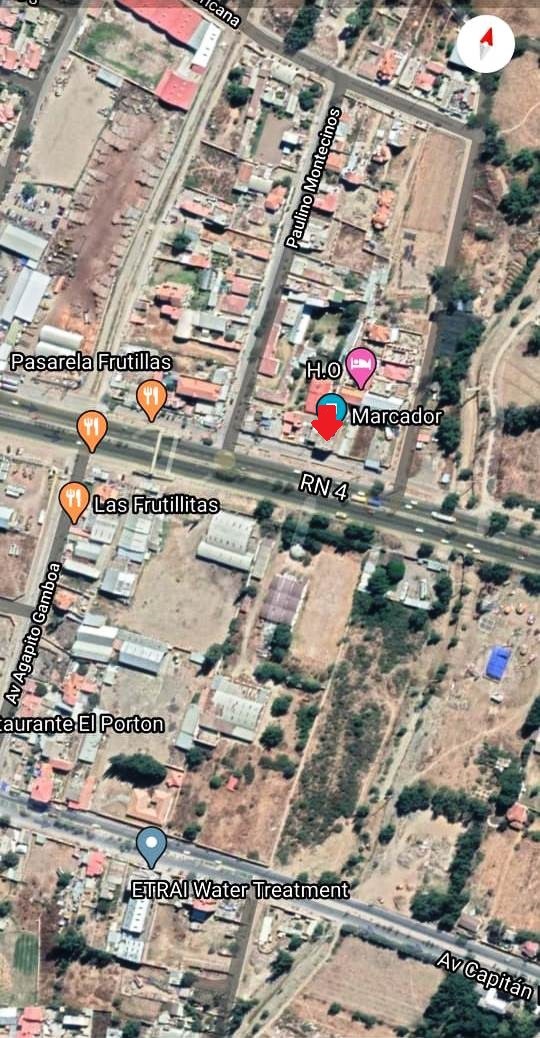 ricana
Paulino Montecinos
Pasarela Frutillas
H.O
Marcador
RN 4
Las Frutillitas
Av Agapito Gamboa
taurante El Porton
ETRAI Water Treatment
Av Capitán